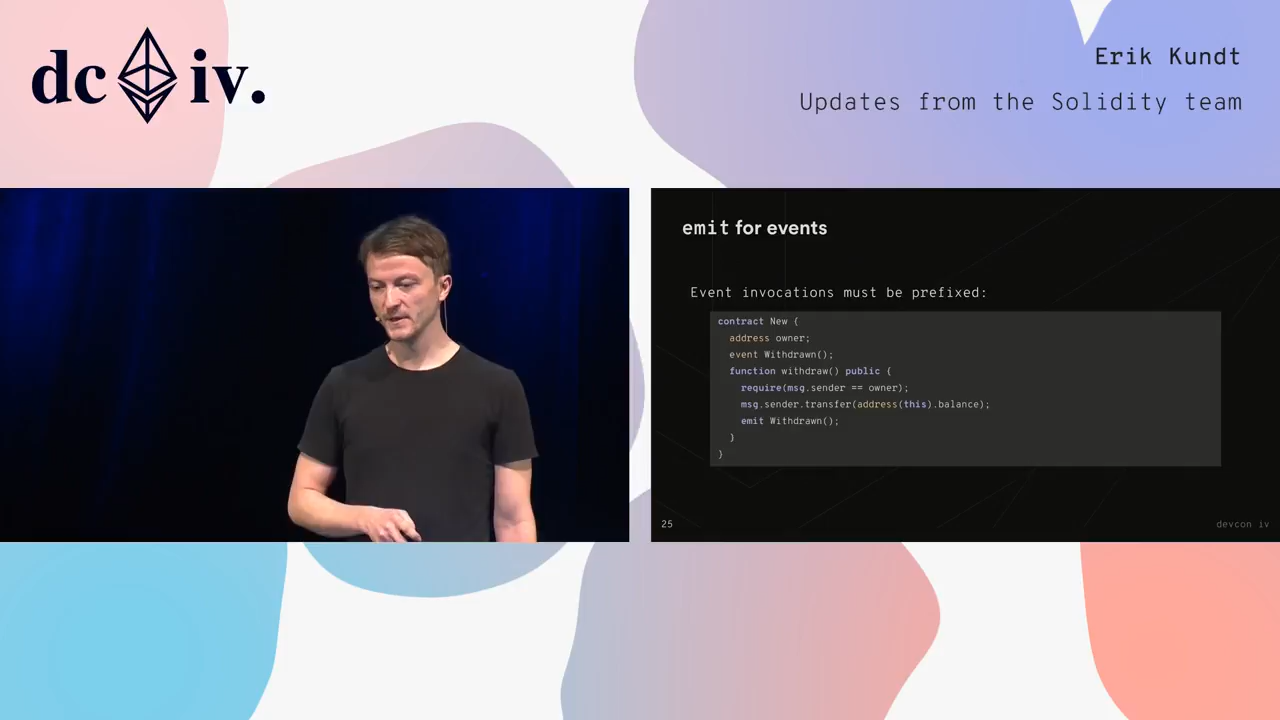 dc iv.
Erik Kundt
Updates from the Solidity team
emit for events
Event invocations must be prefixed:
contract New {
address owner;
event Withdrawn();
function withdraw() public {
require(msg.sender == owner);
msg.sender.transfer(address(this).balance);
emit Withdrawn();
}
}
25
devcon iv